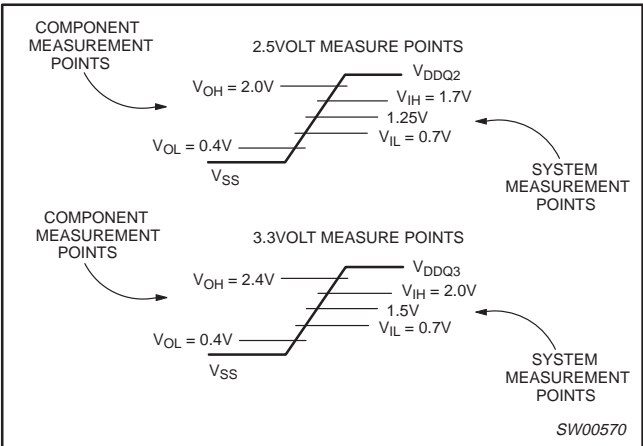 COMPONENT
MEASUREMENT
POINTS
2.5VOLT MEASURE POINTS
VOH = 2.0V
VDDQ2
VIH = 1.7V
1.25V
VIL = 0.7V
VOL = 0.4V
VSS
SYSTEM
MEASUREMENT
POINTS
COMPONENT
MEASUREMENT
POINTS
3.3VOLT MEASURE POINTS
VOH = 2.4V
VDDQ3
VIH = 2.0V
1.5V
VIL = 0.7V
VOL = 0.4V
VSS
SYSTEM
MEASUREMENT
POINTS
SW00570